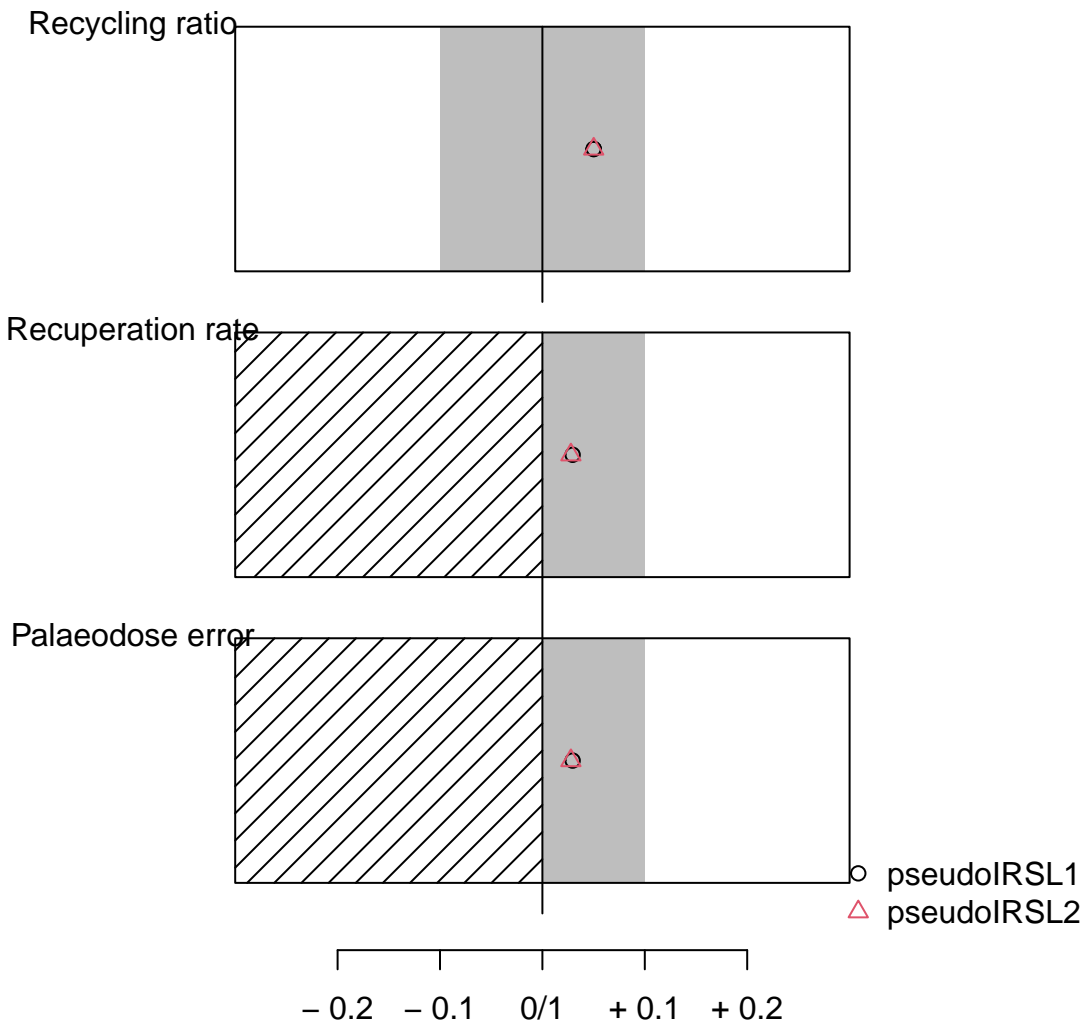 Recycling ratio
Recuperation rate
Palaeodose error
pseudoIRSL1
pseudoIRSL2
− 0.2 − 0.1 0/1 + 0.1 + 0.2